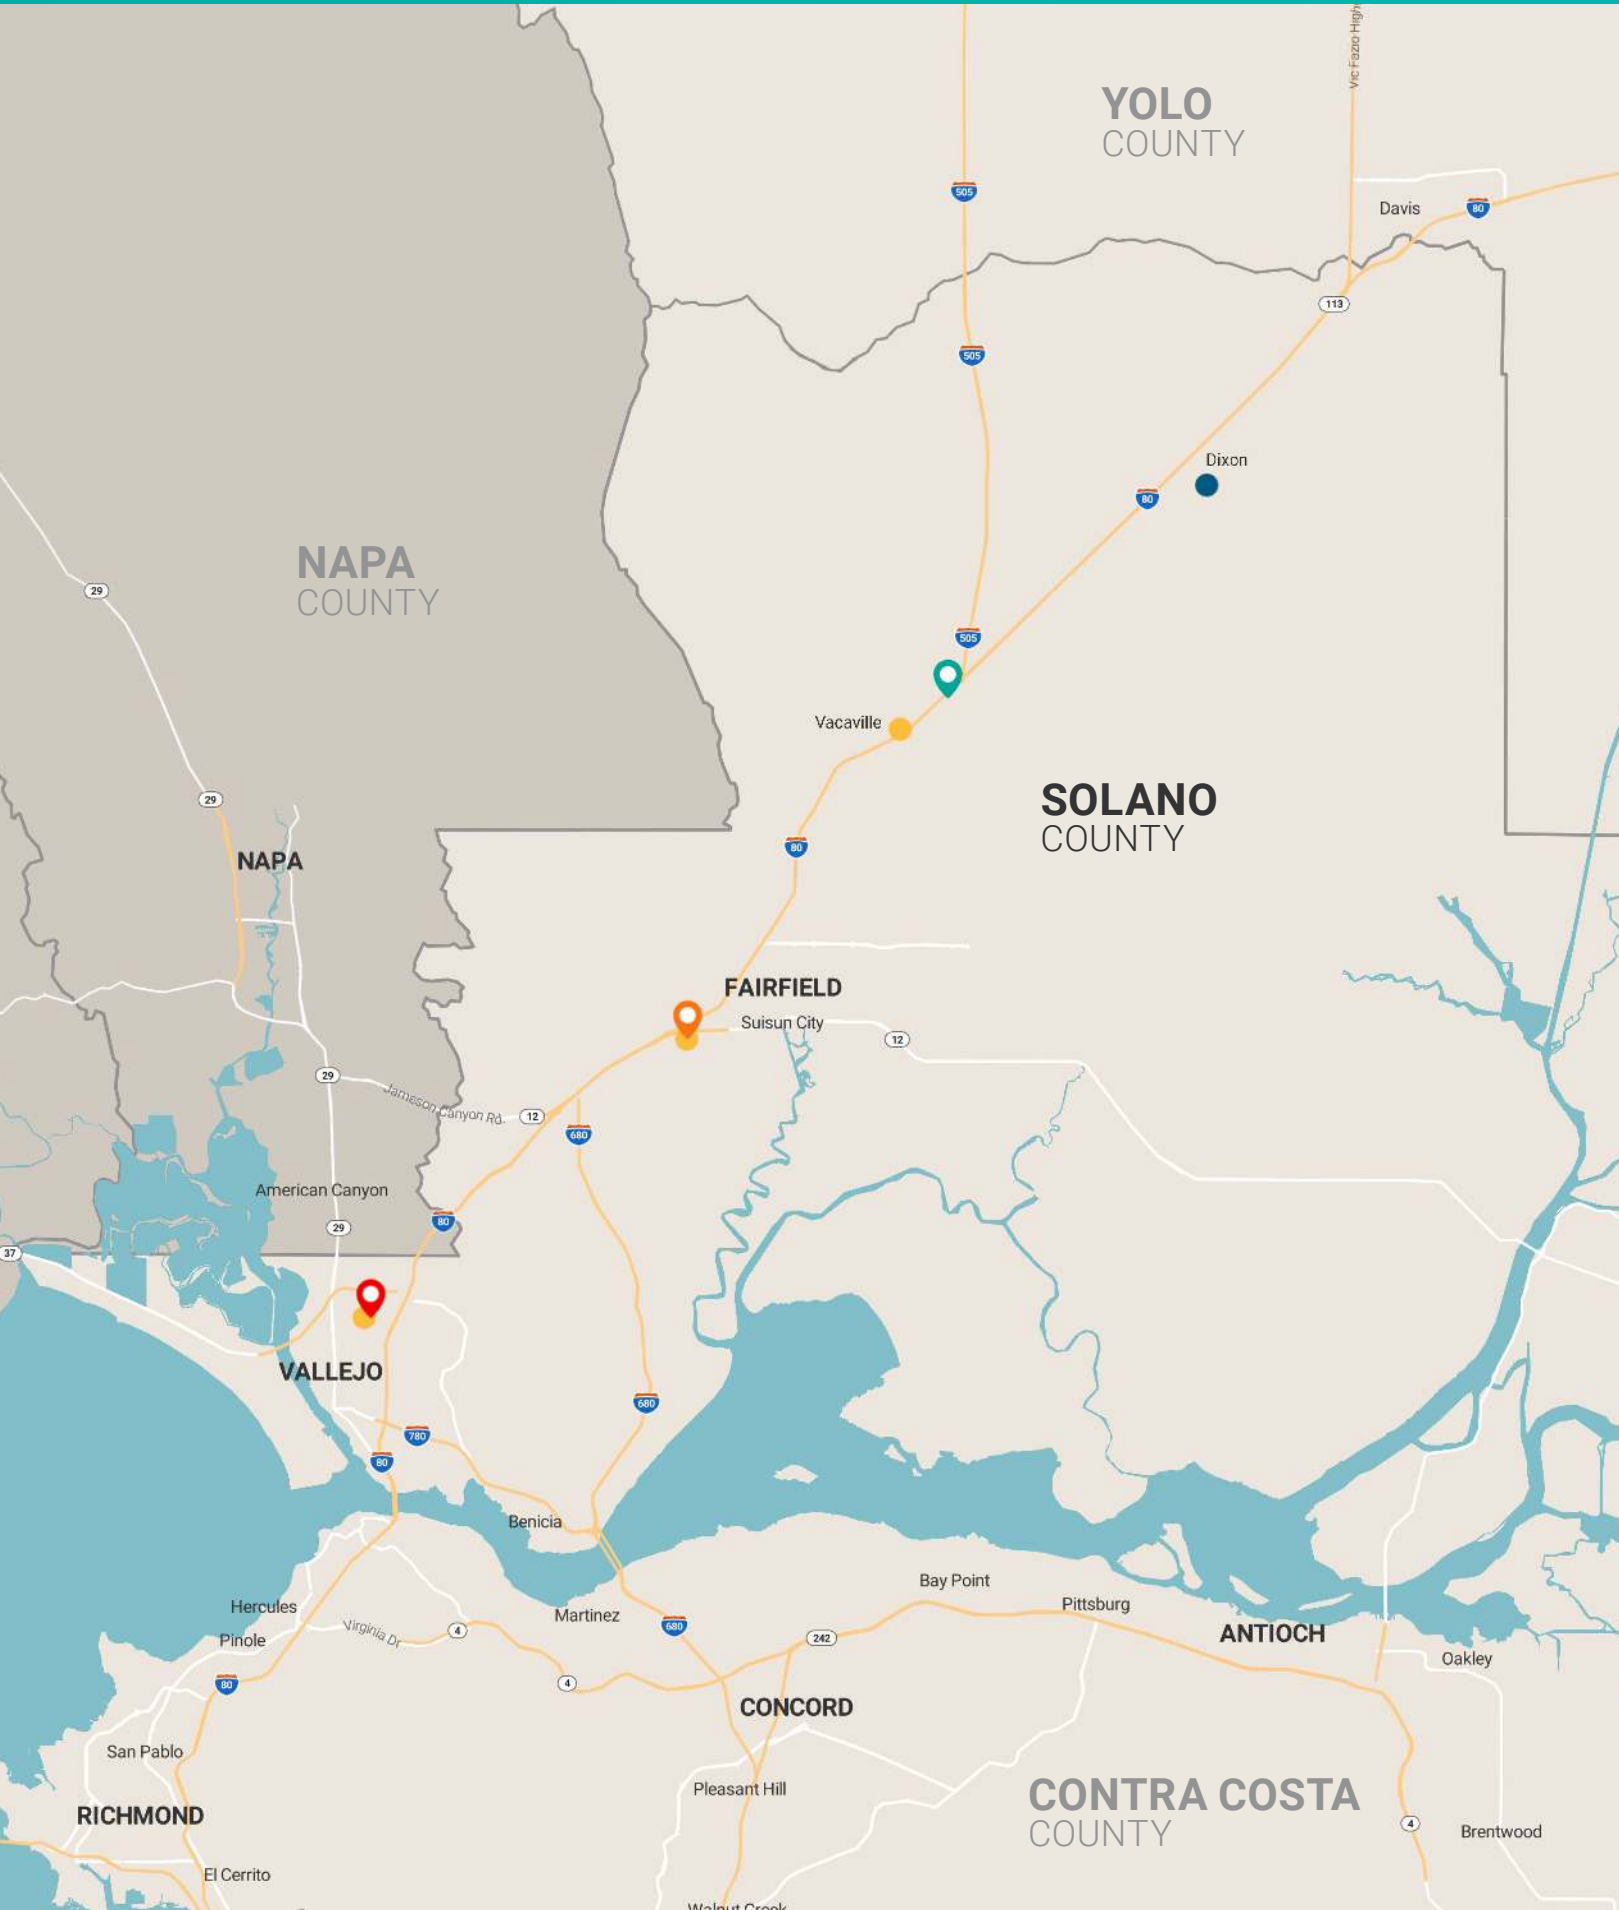 Vic Fazio High
YOLO
COUNTY
505
Davis
80
113
505
Dixon
80
NAPA
COUNTY
29
505
Vacaville
SOLANO
COUNTY
29
80
NAPA
FAIRFIELD
Suisun City
12
29
Jameson Canyon Rd.
12
680
American Canyon
29
80
37
VALLEJO
680
780
80
Benicia
Bay Point
Hercules
Martinez
Pittsburg
Virginia Dr
4
680
242
ANTIOCH
Pinole
Oakley
80
4
CONCORD
San Pablo
Pleasant Hill
CONTRA COSTA
COUNTY
RICHMOND
4
Brentwood
El Cerrito
Walnut Creek